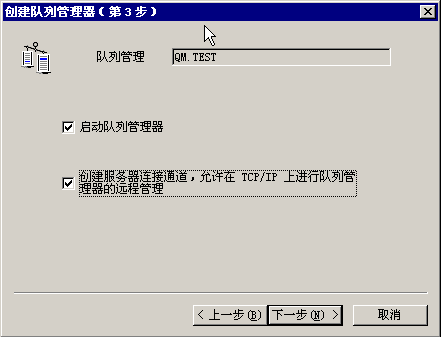 创建队列管理器（第 3 步）
队列管理
QM.TEST
启动队列管理器
创建服务器连接通道，允许在 TCP/IP 上进行队列管
理器的远程管理
< 上一步(B) 下一步(N) > 取消